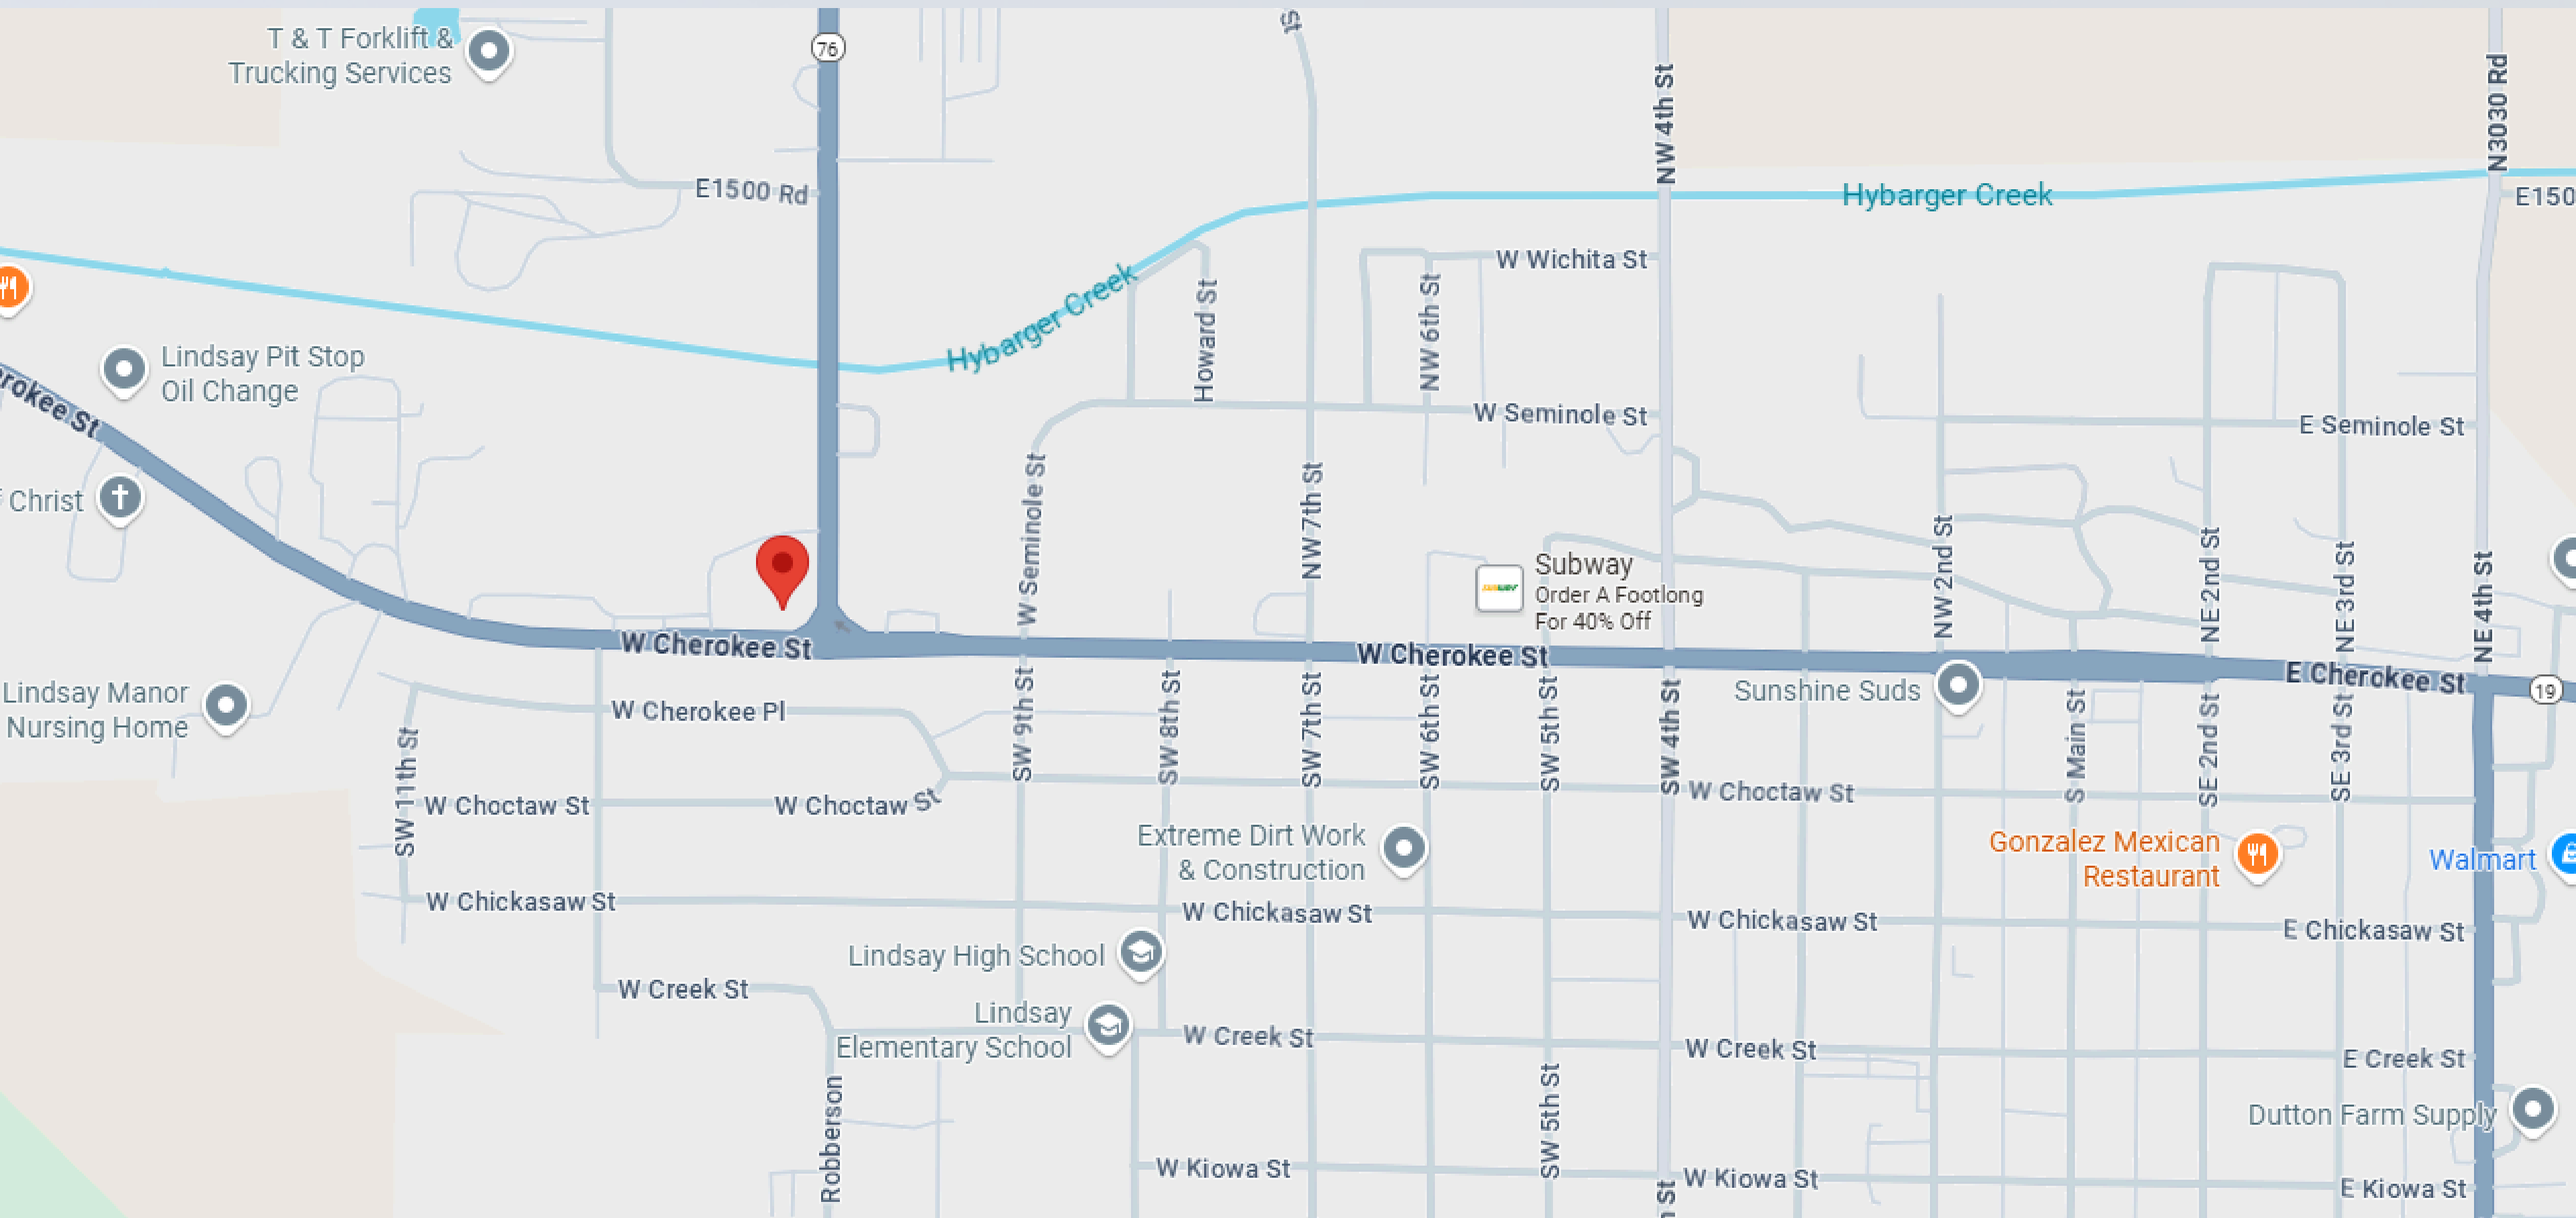 T & T Forklift &
Trucking Services
76
St
NW 4th St
N3030 Rd
E1500 Rd
Hybarger Creek
E150
W Wichita St
Hybarger Creek
Howard St
NW 6th St
Lindsay Pit Stop
Oil Change
erokee St
W Seminole St
E Seminole St
f Christ
W Seminole St
NW 7th St
Subway
Order A Footlong
For 40% Off
SUBWAY
NW 2nd St
NE 2nd St
NE 3rd St
NE 4th St
W Cherokee St
W Cherokee St
E Cherokee St
19
Lindsay Manor
Nursing Home
W Cherokee Pl
SW 11th St
SW 9th St
SW 8th St
SW 7th St
SW 6th St
SW 5th St
SW 4th St
Sunshine Suds
S Main St
SE 2nd St
SE 3rd St
W Choctaw St
W Choctaw St
W Choctaw St
Extreme Dirt Work
& Construction
Gonzalez Mexican
Restaurant
Walmart
W Chickasaw St
W Chickasaw St
W Chickasaw St
E Chickasaw St
Lindsay High School
W Creek St
Lindsay
Elementary School
W Creek St
W Creek St
E Creek St
Robberson
SW 5th St
Dutton Farm Supply
W Kiowa St
W Kiowa St
E Kiowa St
h St